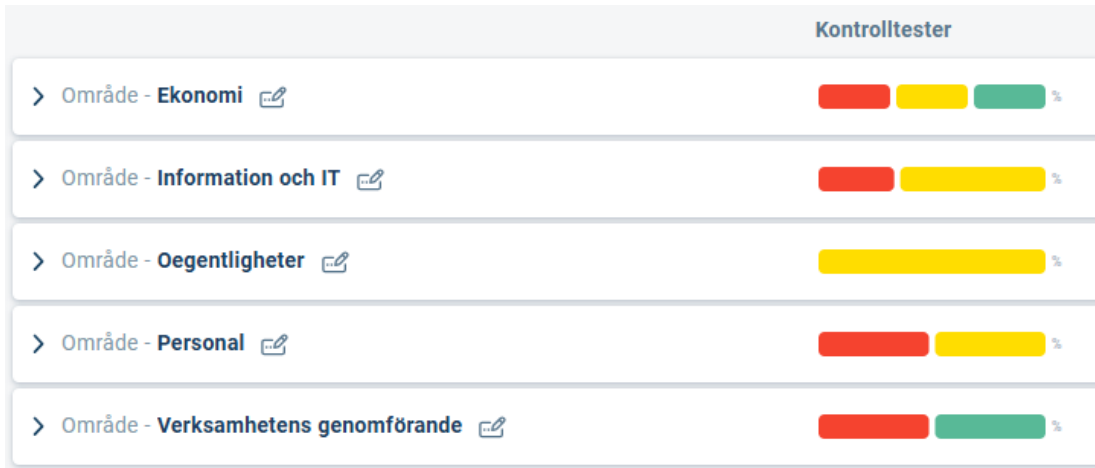 Kontrolltester
Område - Ekonomi %
Område - Information och IT %
Område - Oegentligheter %
Område - Personal %
Område - Verksamhetens genomförande %